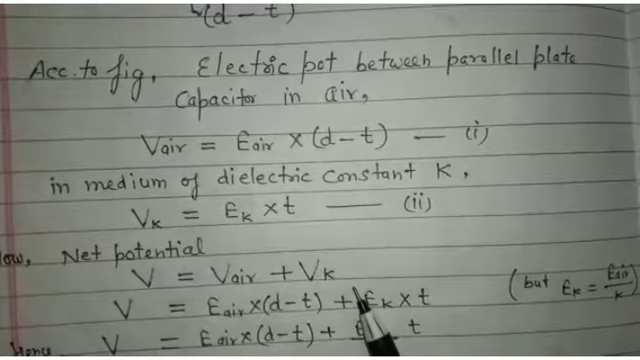 (d-t)
Acc. to fig, Electric pot between parallel plate
Capacitor in air,
Vair = Eair × (d-t) — (i)
in medium of dielectric constant K,
VK = EK × t — (ii)
Now, Net potential
V = Vair + VK
V = Eair × (d-t) + EK × t (but EK = Eair/K)
Hence V = Eair × (d-t) + t